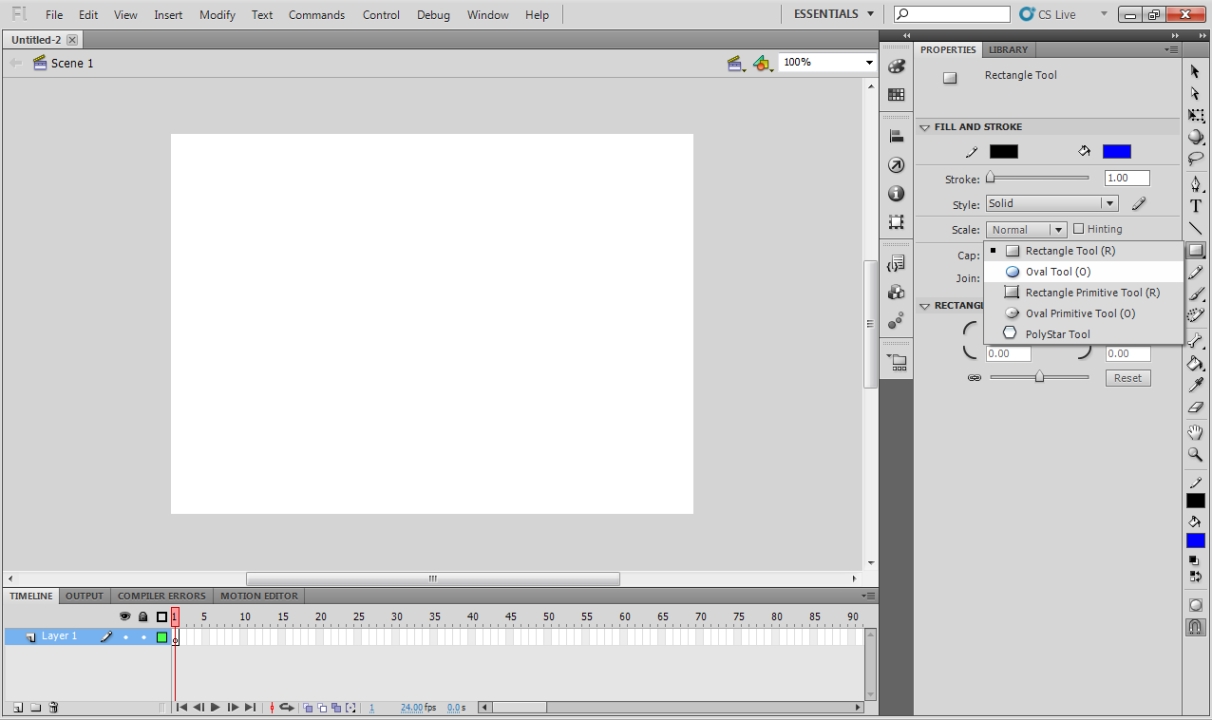 Fl File Edit View Insert Modify Text Commands Control Debug Window Help ESSENTIALS CS Live
Untitled-2
Scene 1 100%
PROPERTIES LIBRARY
Rectangle Tool
FILL AND STROKE
Stroke: 1.00
Style: Solid
Scale: Normal Hinting
Cap:
Join:
Rectangle Tool (R)
Oval Tool (O)
Rectangle Primitive Tool (R)
Oval Primitive Tool (O)
PolyStar Tool
RECTANGL
0.00 0.00
Reset
T
TIMELINE OUTPUT COMPILER ERRORS MOTION EDITOR
1 5 10 15 20 25 30 35 40 45 50 55 60 65 70 75 80 85 90
Layer 1
1 24.00 fps 0.0 s